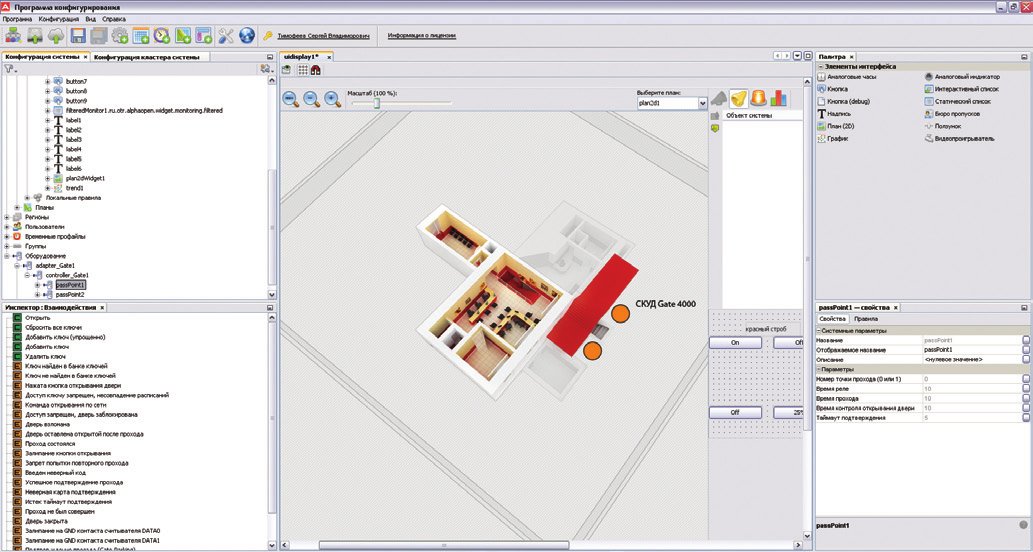 Программа конфигурирования
Программа Конфигурация Вид Справка
Тимофеев Сергей Владимирович
Информация о лицензии
Конфигурация системы
Конфигурация кластера системы
button7
button8
button9
filteredMonitor1.ru.otr.alphaopen.widget.monitoring.filtered
label1
label2
label3
label4
label5
label6
plan2dWidget1
trend1
Локальные правила
Планы
Регионы
Пользователи
Временные профайлы
Группы
Оборудование
adapter_Gate1
controller_Gate1
passPoint1
passPoint2
Инспектор : Взаимодействия
Открыть
Сбросить все ключи
Добавить ключ (упрощенно)
Добавить ключ
Удалить ключ
Ключ найден в банке ключей
Ключ не найден в банке ключей
Нажата кнопка открывания двери
Доступ ключу запрещен, несовпадение расписаний
Команда открывания по сети
Доступ запрещен, дверь заблокирована
Дверь взломана
Дверь оставлена открытой после прохода
Проход состоялся
Залипание кнопки открывания
Запрет попытки повторного прохода
Введен неверный код
Успешное подтверждение прохода
Неверная карта подтверждения
Истек таймаут подтверждения
Проход не был совершен
Дверь закрыта
Залипание на GND контакта считывателя DATA0
Залипание на GND контакта считывателя DATA1
uidisplay1*
Масштаб (100 %):
Выберите план:
plan2d1
Объект системы
СКУД Gate 4000
красный строб
On
Off
Off
25%
Палитра
Элементы интерфейса
Аналоговые часы
Аналоговый индикатор
Кнопка
Интерактивный список
Кнопка (debug)
Статический список
Надпись
Бюро пропусков
План (2D)
Ползунок
График
Видеопроигрыватель
passPoint1 — свойства
Свойства Правила
Системные параметры
Название passPoint1
Отображаемое название passPoint1
Описание <нулевое значение>
Параметры
Номер точки прохода (0 или 1) 0
Время реле 10
Время прохода 10
Время контроля открывания двери 10
Таймаут подтверждения 5
passPoint1